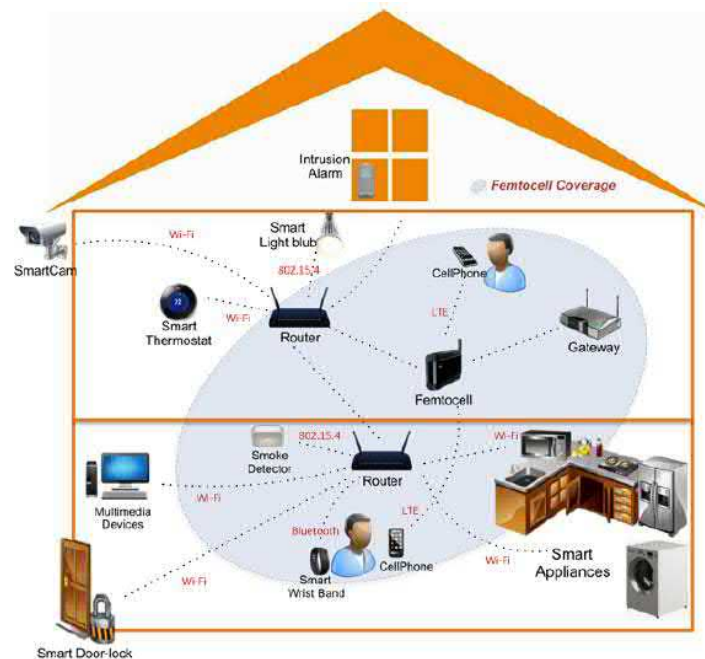 Intrusion
Alarm
Femtocell Coverage
Smart
Light blub
Wi-Fi
SmartCam
802.15.4
CellPhone
Smart
Thermostat
Wi-Fi
Router
LTE
Gateway
Femtocell
802.15.4
Smoke
Detector
Router
Wi-Fi
Multimedia
Devices
Wi-Fi
LTE
Bluetooth
Smart
Wrist Band
CellPhone
Wi-Fi
Smart
Appliances
Wi-Fi
Smart Door-lock